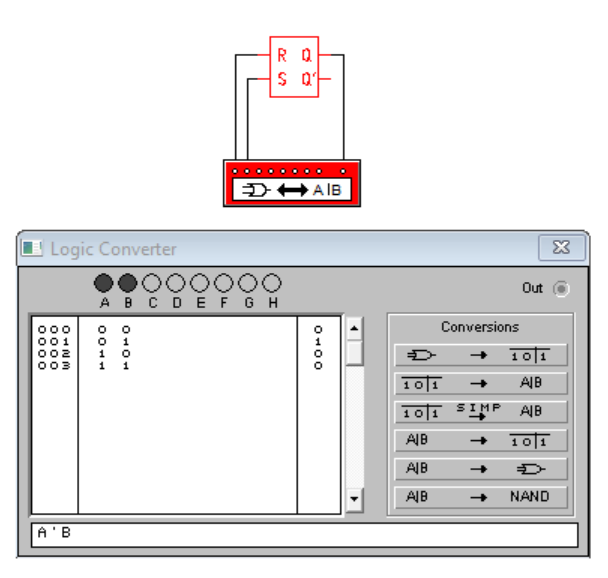 R Q
S Q'
A|B
Logic Converter
A B C D E F G H
Out
000 0 0 0
001 0 1 1
002 1 0 0
003 1 1 0
Conversions
→ 1 0|1
1 0|1 → A|B
1 0|1 SIMP → A|B
A|B → 1 0|1
A|B →
A|B → NAND
A'B